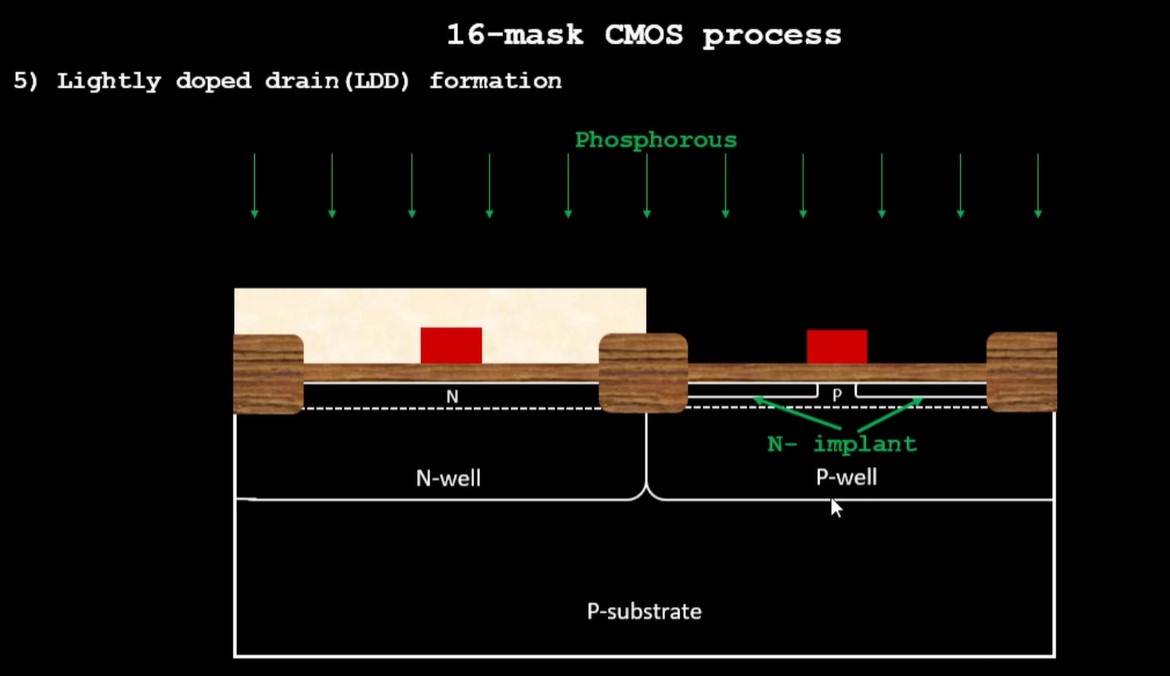 16-mask CMOS process
5) Lightly doped drain(LDD) formation
Phosphorous
N
P
N- implant
N-well
P-well
P-substrate